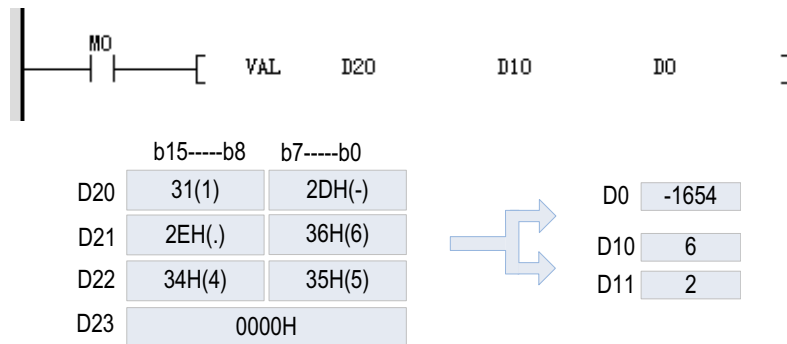 M0
VAL D20 D10 D0
b15-----b8 b7-----b0
D20 31(1) 2DH(-)
D21 2EH(.) 36H(6)
D22 34H(4) 35H(5)
D23 0000H
D0 -1654
D10 6
D11 2